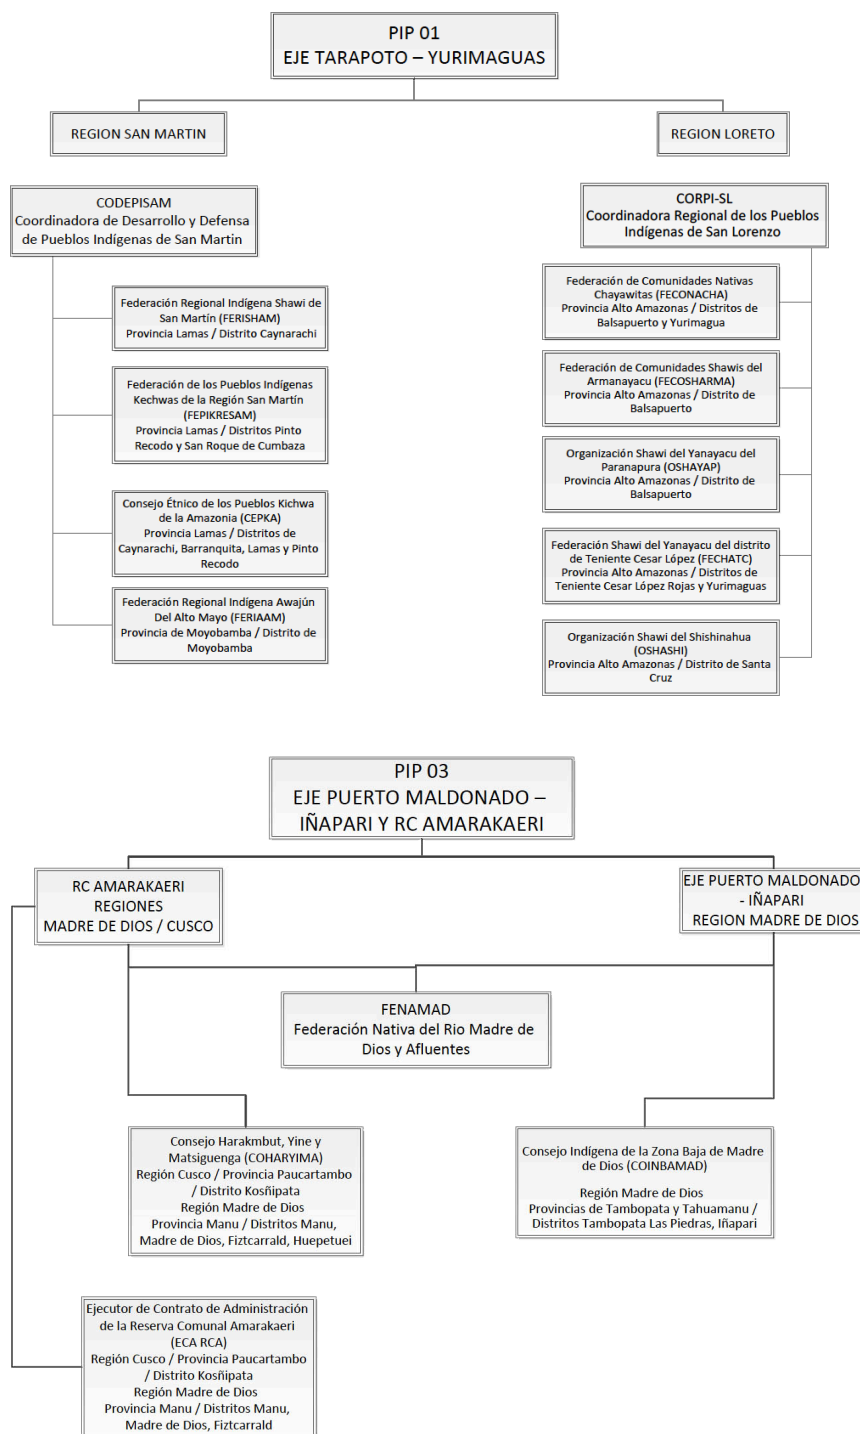 PIP 01
EJE TARAPOTO – YURIMAGUAS
REGION SAN MARTIN
REGION LORETO
CODEPISAM
Coordinadora de Desarrollo y Defensa
de Pueblos Indígenas de San Martin
CORPI-SL
Coordinadora Regional de los Pueblos
Indígenas de San Lorenzo
Federación Regional Indígena Shawi de
San Martín (FERISHAM)
Provincia Lamas / Distrito Caynarachi
Federación de los Pueblos Indígenas
Kechwas de la Región San Martín
(FEPIKRESAM)
Provincia Lamas / Distritos Pinto
Recodo y San Roque de Cumbaza
Consejo Étnico de los Pueblos Kichwa
de la Amazonia (CEPKA)
Provincia Lamas / Distritos de
Caynarachi, Barranquita, Lamas y Pinto
Recodo
Federación Regional Indígena Awajún
Del Alto Mayo (FERIAAM)
Provincia de Moyobamba / Distrito de
Moyobamba
Federación de Comunidades Nativas
Chayawitas (FECONACHA)
Provincia Alto Amazonas / Distritos de
Balsapuerto y Yurimagua
Federación de Comunidades Shawis del
Armanayacu (FECOSHARMA)
Provincia Alto Amazonas / Distrito de
Balsapuerto
Organización Shawi del Yanayacu del
Paranapura (OSHAYAP)
Provincia Alto Amazonas / Distrito de
Balsapuerto
Federación Shawi del Yanayacu del distrito
de Teniente Cesar López (FECHATC)
Provincia Alto Amazonas / Distritos de
Teniente Cesar López Rojas y Yurimaguas
Organización Shawi del Shishinahua
(OSHASHI)
Provincia Alto Amazonas / Distrito de Santa
Cruz
PIP 03
EJE PUERTO MALDONADO –
IÑAPARI Y RC AMARAKAERI
RC AMARAKAERI
REGIONES
MADRE DE DIOS / CUSCO
EJE PUERTO MALDONADO
- IÑAPARI
REGION MADRE DE DIOS
FENAMAD
Federación Nativa del Rio Madre de
Dios y Afluentes
Consejo Harakmbut, Yine y
Matsiguenga (COHARYIMA)
Región Cusco / Provincia Paucartambo
/ Distrito Kosñipata
Región Madre de Dios
Provincia Manu / Distritos Manu,
Madre de Dios, Fiztcarrald, Huepetuei
Consejo Indígena de la Zona Baja de Madre
de Dios (COINBAMAD)
Región Madre de Dios
Provincias de Tambopata y Tahuamanu /
Distritos Tambopata Las Piedras, Iñapari
Ejecutor de Contrato de Administración
de la Reserva Comunal Amarakaeri
(ECA RCA)
Región Cusco / Provincia Paucartambo
/ Distrito Kosñipata
Región Madre de Dios
Provincia Manu / Distritos Manu,
Madre de Dios, Fiztcarrald